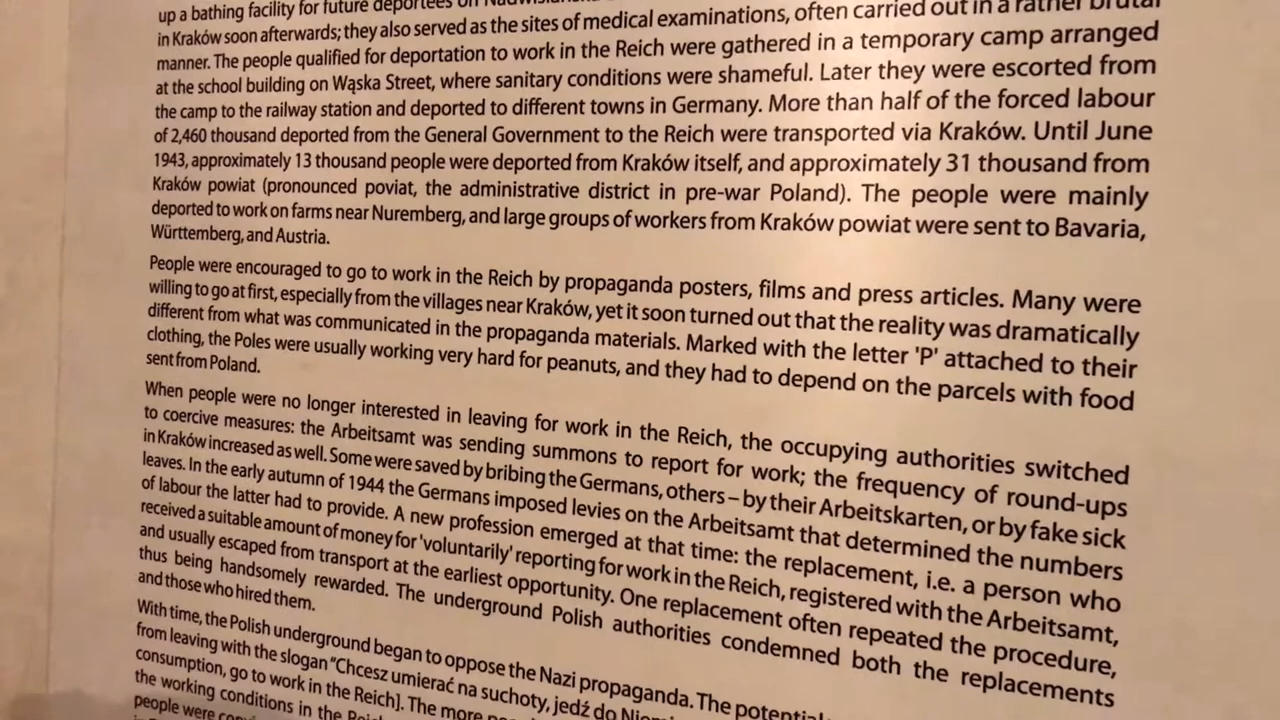 up a bathing facility for future deportees on
in Kraków soon afterwards; they also served as the sites of medical examinations, often carried out in a rather brutal
manner. The people qualified for deportation to work in the Reich were gathered in a temporary camp arranged
at the school building on Wąska Street, where sanitary conditions were shameful. Later they were escorted from
the camp to the railway station and deported to different towns in Germany. More than half of the forced labour
of 2,460 thousand deported from the General Government to the Reich were transported via Kraków. Until June
1943, approximately 13 thousand people were deported from Kraków itself, and approximately 31 thousand from
Kraków powiat (pronounced poviat, the administrative district in pre-war Poland). The people were mainly
deported to work on farms near Nuremberg, and large groups of workers from Kraków powiat were sent to Bavaria,
Württemberg, and Austria.
People were encouraged to go to work in the Reich by propaganda posters, films and press articles. Many were
willing to go at first, especially from the villages near Kraków, yet it soon turned out that the reality was dramatically
different from what was communicated in the propaganda materials. Marked with the letter 'P' attached to their
clothing, the Poles were usually working very hard for peanuts, and they had to depend on the parcels with food
sent from Poland.
When people were no longer interested in leaving for work in the Reich, the occupying authorities switched
to coercive measures: the Arbeitsamt was sending summons to report for work; the frequency of round-ups
in Kraków increased as well. Some were saved by bribing the Germans, others – by their Arbeitskarten, or by fake sick
leaves. In the early autumn of 1944 the Germans imposed levies on the Arbeitsamt that determined the numbers
of labour the latter had to provide. A new profession emerged at that time: the replacement, i.e. a person who
received a suitable amount of money for 'voluntarily' reporting for work in the Reich, registered with the Arbeitsamt,
and usually escaped from transport at the earliest opportunity. One replacement often repeated the procedure,
thus being handsomely rewarded. The underground Polish authorities condemned both the replacements
and those who hired them.
With time, the Polish underground began to oppose the Nazi propaganda. The potential
from leaving with the slogan "Chcesz umierać na suchoty, jedź do
consumption, go to work in the Reich]. The more
the working conditions in the
people were